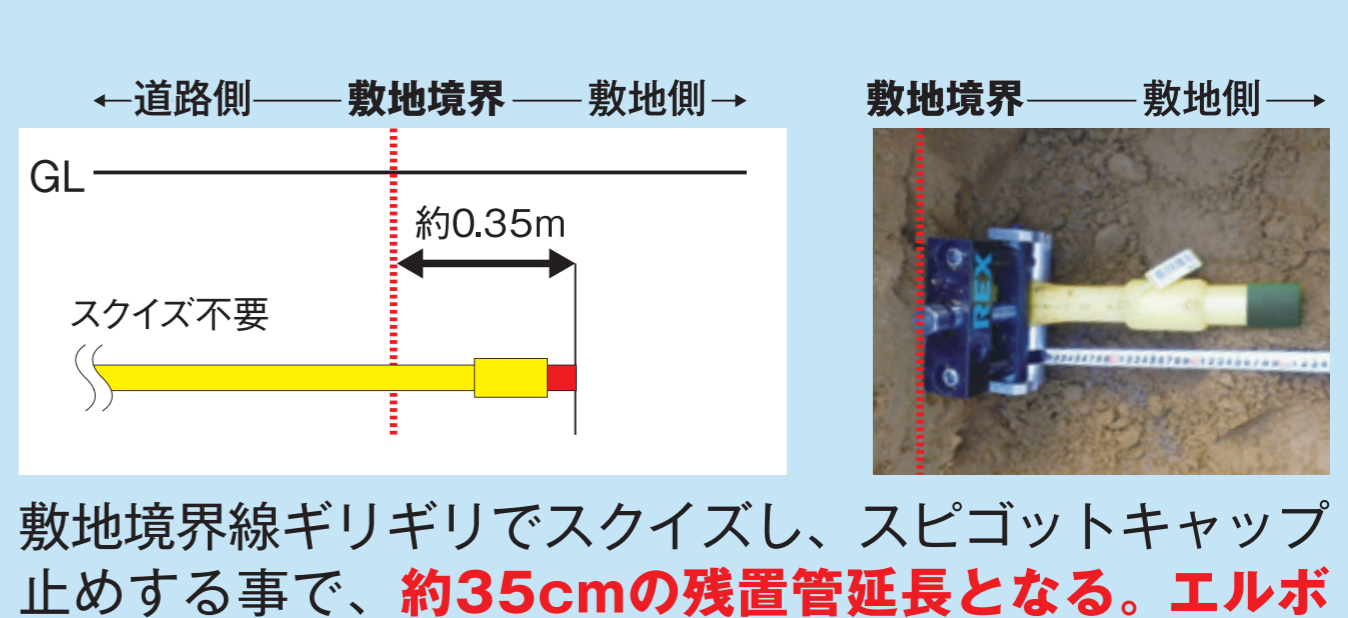 ←道路側――敷地境界――敷地側→
GL
約0.35m
スクイズ不要
敷地境界――敷地側→
REX
敷地境界線ギリギリでスクイズし、スピゴットキャップ
止めする事で、約35cmの残置管延長となる。エルボ